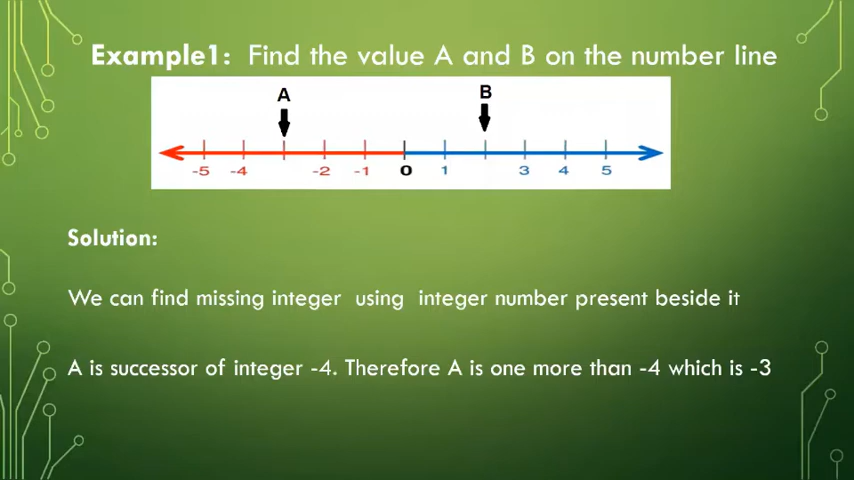 Example1: Find the value A and B on the number line
A B
-5 -4 -2 -1 0 1 3 4 5
Solution:
We can find missing integer using integer number present beside it
A is successor of integer -4. Therefore A is one more than -4 which is -3